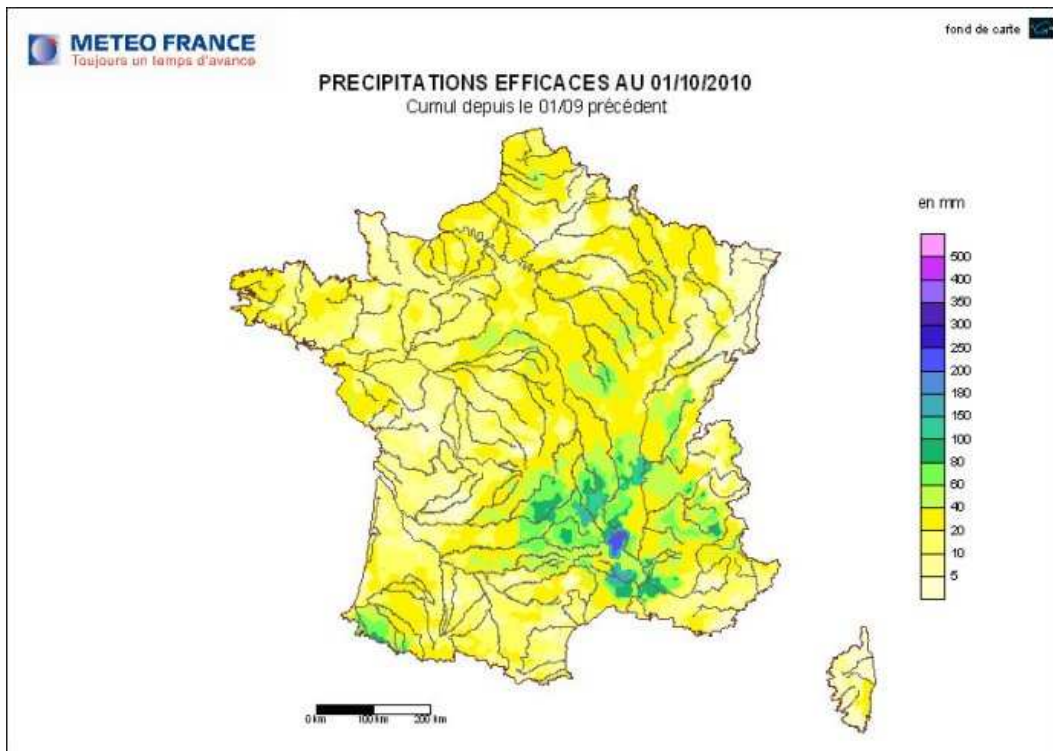 fond de carte
METEO FRANCE
Toujours un temps d'avance
PRECIPITATIONS EFFICACES AU 01/10/2010
Cumul depuis le 01/09 précédent
en mm
500
400
350
300
250
200
180
150
100
80
60
40
20
10
5
0 km 100 km 200 km